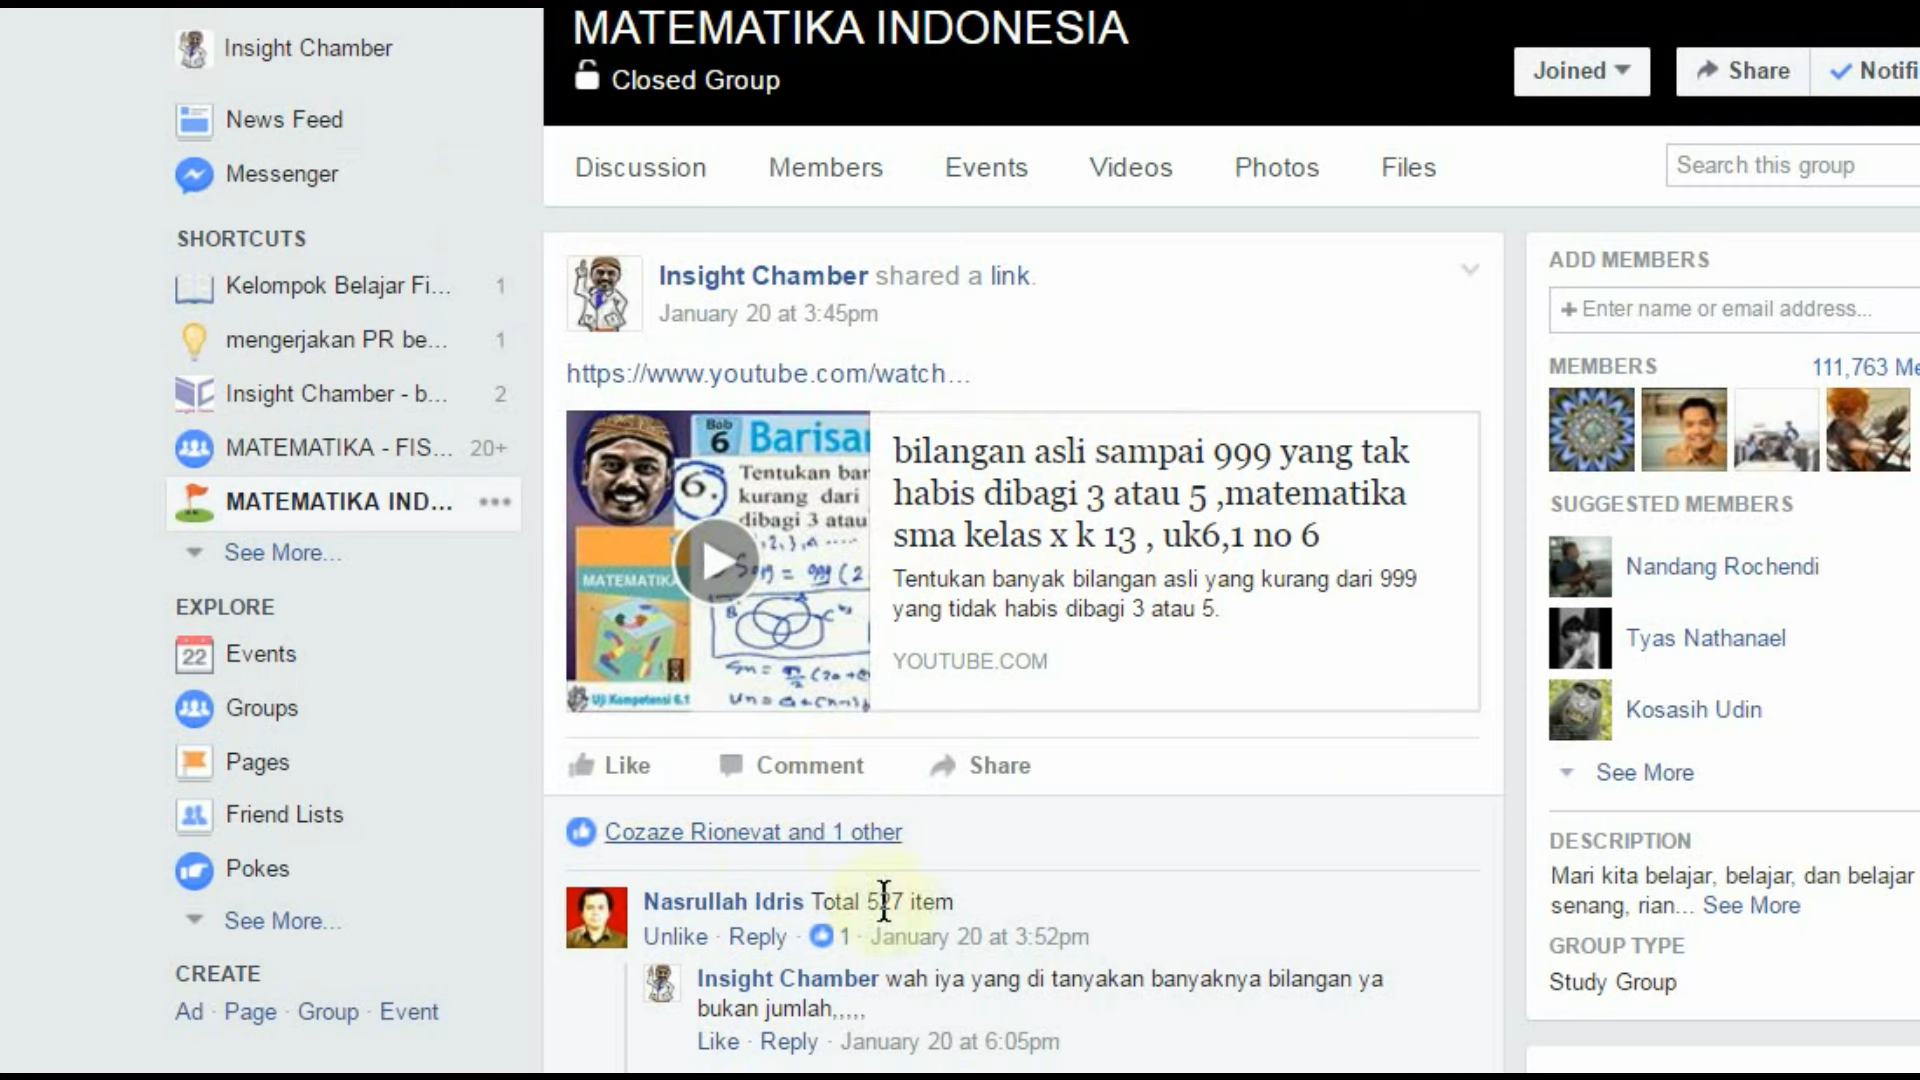 Insight Chamber
News Feed
Messenger
SHORTCUTS
Kelompok Belajar Fi... 1
mengerjakan PR be... 1
Insight Chamber - b... 2
MATEMATIKA - FIS... 20+
MATEMATIKA IND...
See More...
EXPLORE
22 Events
Groups
Pages
Friend Lists
Pokes
See More...
CREATE
Ad · Page · Group · Event
MATEMATIKA INDONESIA
Closed Group
Joined
Share
Notifi
Discussion
Members
Events
Videos
Photos
Files
Search this group
Insight Chamber shared a link.
January 20 at 3:45pm
https://www.youtube.com/watch...
Bab
6 Barisa
6.
Tentukan bar
kurang dari
dibagi 3 atau
MATEMATIKA
Uji Kompetensi 6.1
bilangan asli sampai 999 yang tak
habis dibagi 3 atau 5 ,matematika
sma kelas x k 13 , uk6,1 no 6
Tentukan banyak bilangan asli yang kurang dari 999
yang tidak habis dibagi 3 atau 5.
YOUTUBE.COM
Like
Comment
Share
Cozaze Rionevat and 1 other
Nasrullah Idris Total 527 item
Unlike · Reply · 1 · January 20 at 3:52pm
Insight Chamber wah iya yang di tanyakan banyaknya bilangan ya
bukan jumlah,,,,,
Like · Reply · January 20 at 6:05pm
ADD MEMBERS
+ Enter name or email address...
MEMBERS
111,763 Me
SUGGESTED MEMBERS
Nandang Rochendi
Tyas Nathanael
Kosasih Udin
See More
DESCRIPTION
Mari kita belajar, belajar, dan belajar
senang, rian... See More
GROUP TYPE
Study Group